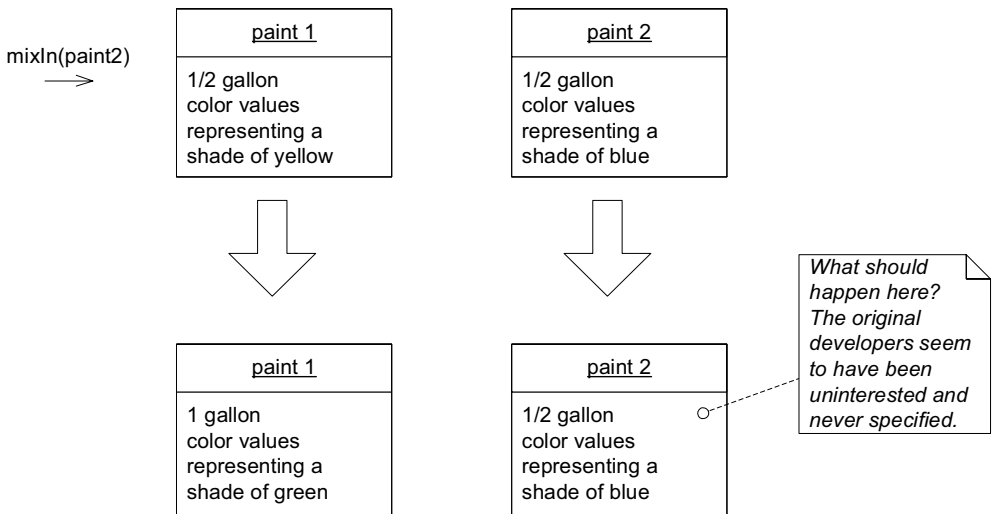 mixIn(paint2)
paint 1
1/2 gallon
color values
representing a
shade of yellow
paint 2
1/2 gallon
color values
representing a
shade of blue
paint 1
1 gallon
color values
representing a
shade of green
paint 2
1/2 gallon
color values
representing a
shade of blue
What should
happen here?
The original
developers seem
to have been
uninterested and
never specified.